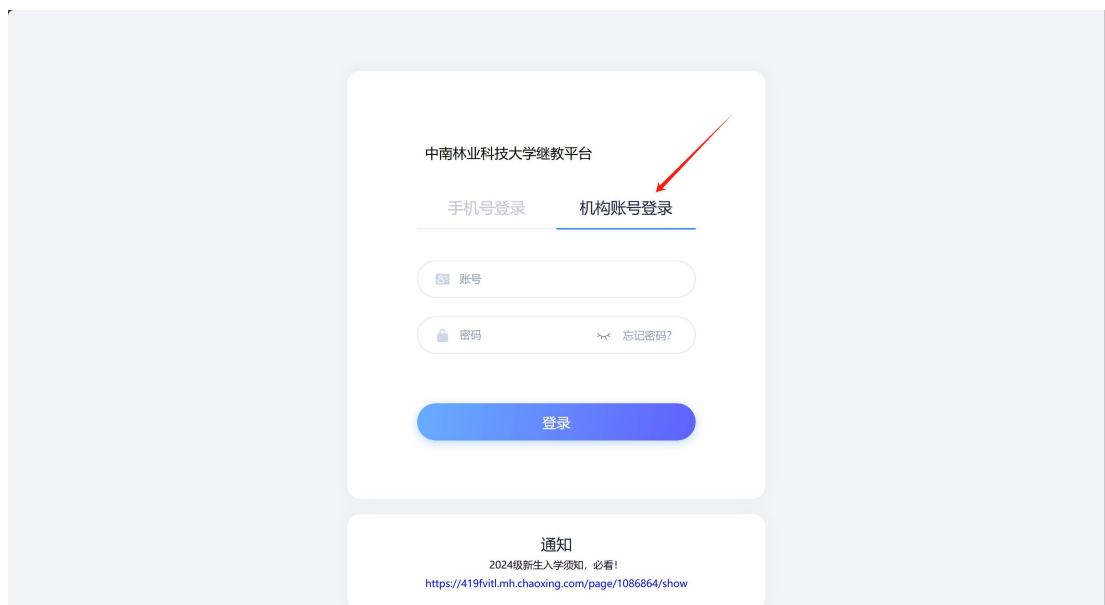 中南林业科技大学继教平台
手机号登录 机构账号登录
账号
密码 忘记密码?
登录
通知
2024级新生入学须知，必看！
https://419fvitl.mh.chaoxing.com/page/1086864/show